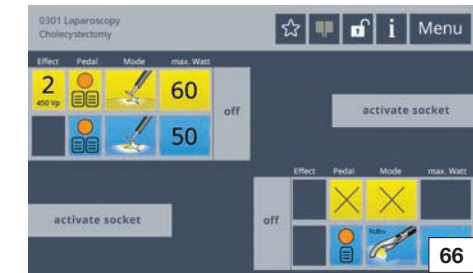 0301 Laparoscopy
Cholecystectomy
i Menu
Effect Pedal Mode max. Watt
2
450 Vp
60
off
50
activate socket
activate socket
Effect Pedal Mode max. Watt
off
66